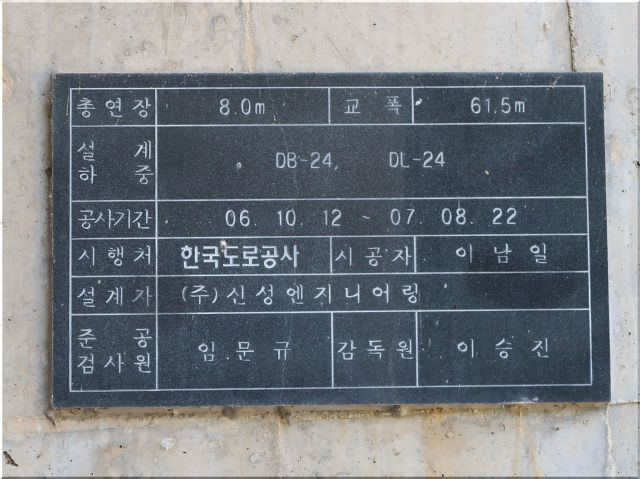 총 연 장 8.0m 교 폭 61.5m
설 계
하 중 DB-24, DL-24
공사기간 06. 10. 12 ~ 07. 08. 22
시 행 처 한국도로공사 시 공 자 이 남 일
설 계 자 (주)신성엔지니어링
준 공
검 사 원 임 문 규 감 독 원 이 승 진